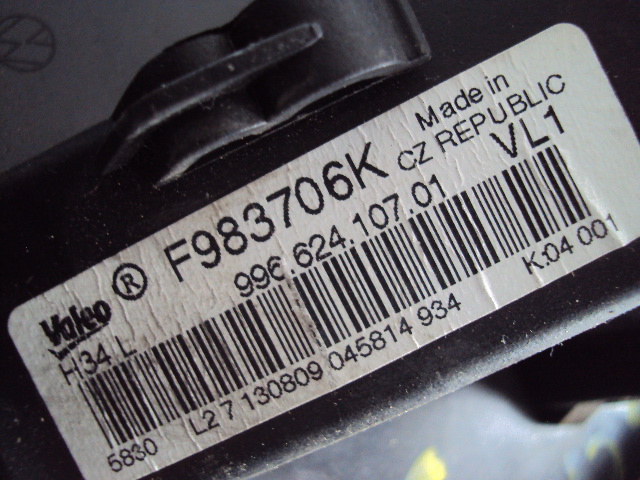 Made in
CZ REPUBLIC
Valeo ® F983706K VL1
996.624.107.01
H34 L
K.04 001
5830 L2 7 130809 045814 934